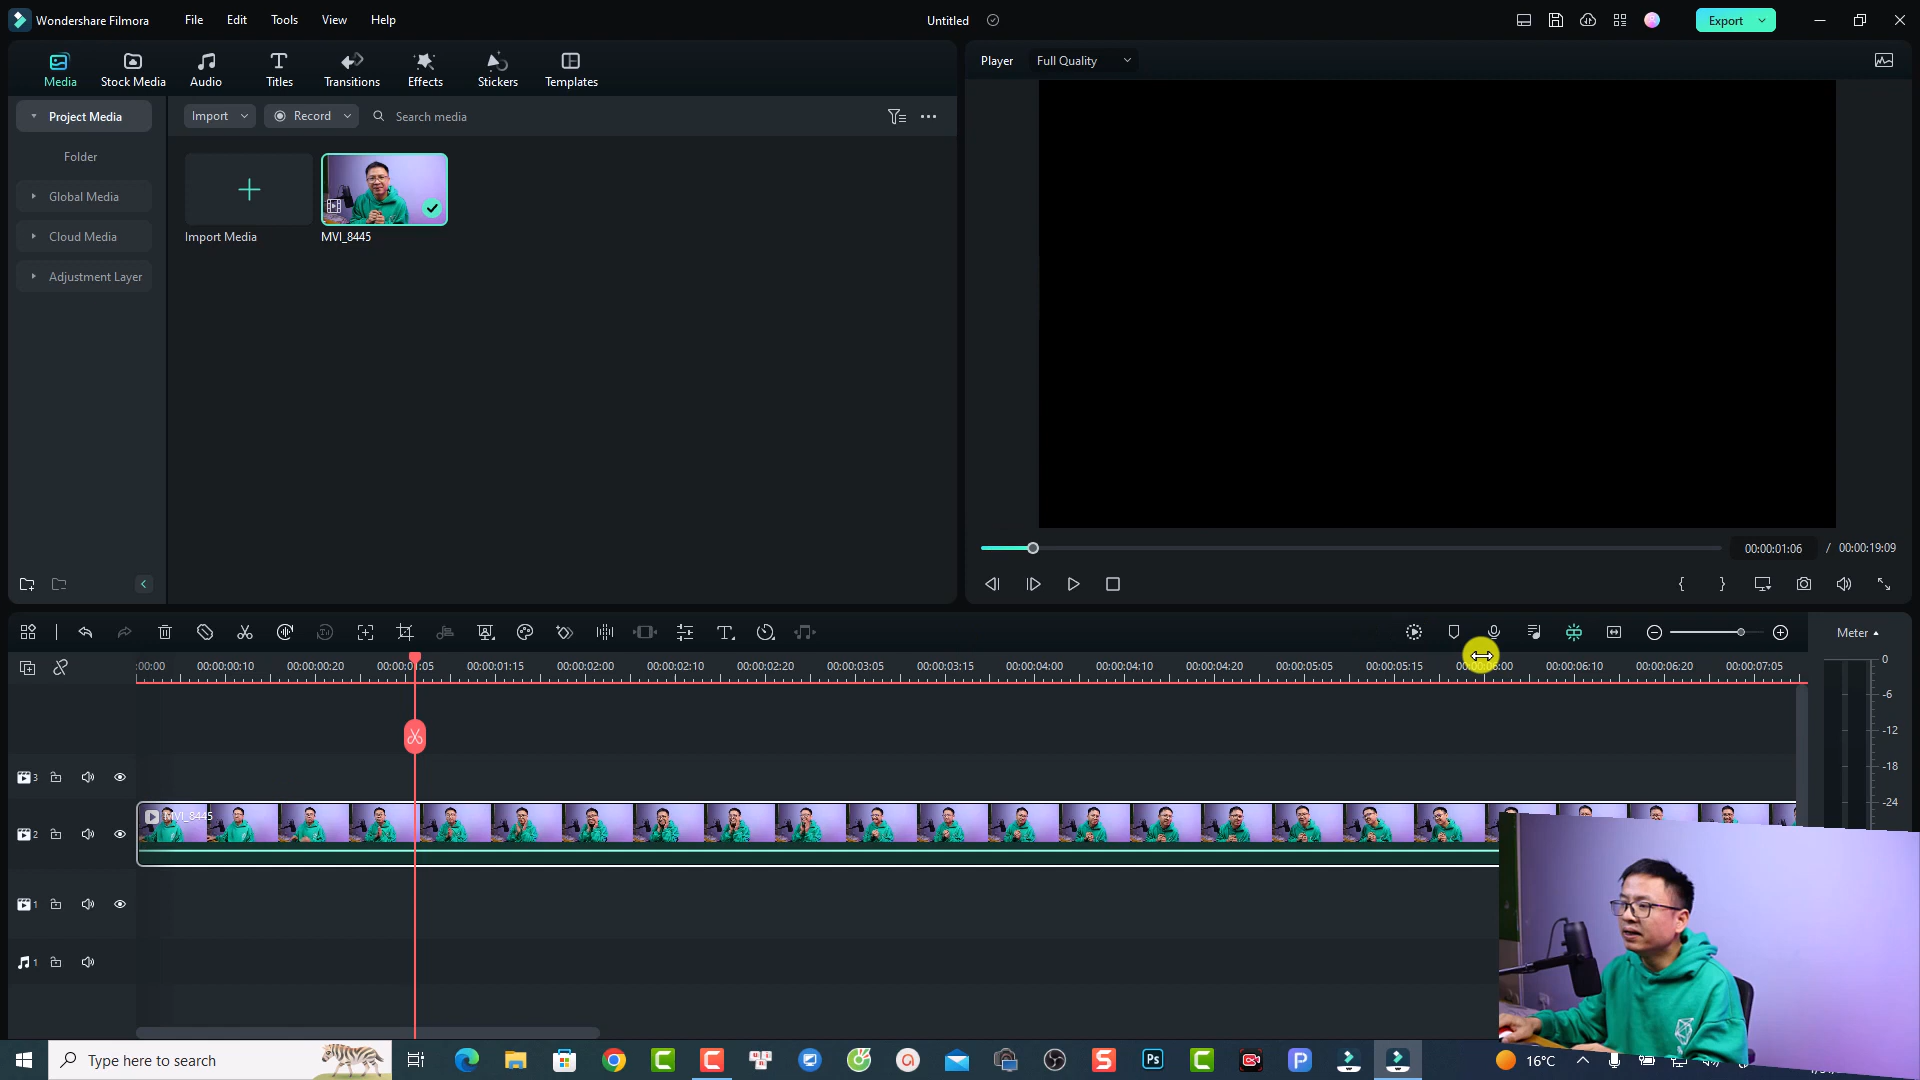 Wondershare Filmora File Edit Tools View Help Untitled Export
Media Stock Media Audio Titles Transitions Effects Stickers Templates
Player Full Quality
Project Media
Folder
Global Media
Cloud Media
Adjustment Layer
Import Record Search media
Import Media MVI_8445
00:00:01:06 / 00:00:19:09
Meter
:00:00 00:00:00:10 00:00:00:20 00:00:01:05 00:00:01:15 00:00:02:00 00:00:02:10 00:00:02:20 00:00:03:05 00:00:03:15 00:00:04:00 00:00:04:10 00:00:04:20 00:00:05:05 00:00:05:15 00:00:06:00 00:00:06:10 00:00:06:20 00:00:07:05
0
-6
-12
-18
-24
3
MVI_8445
2
1
1
Type here to search
Ps
16°C